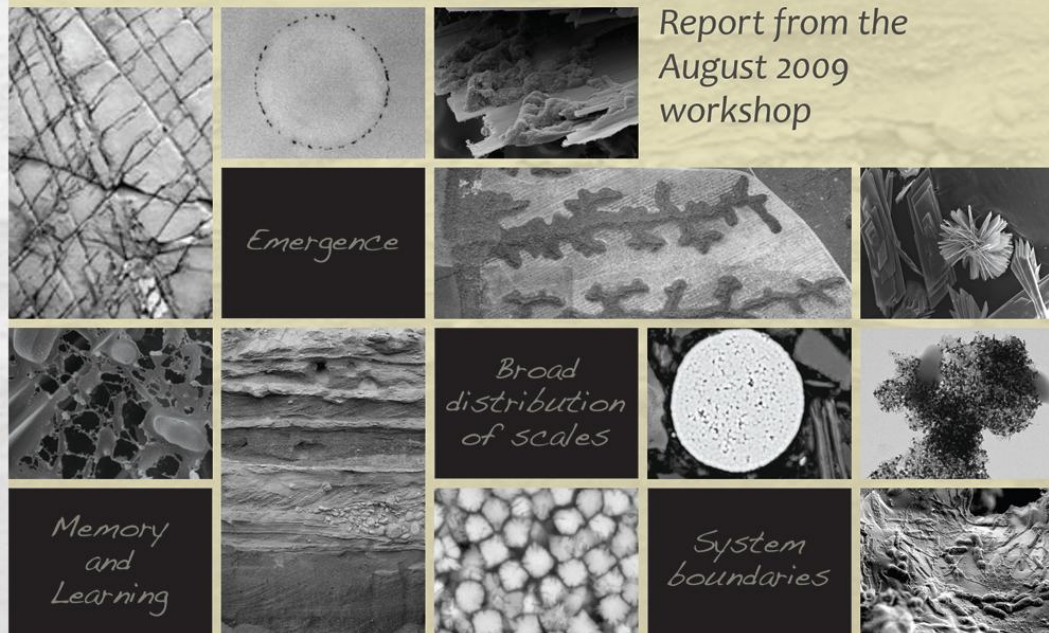 Report from the
August 2009
workshop
Emergence
Broad
distribution
of scales
Memory
and
Learning
System
boundaries